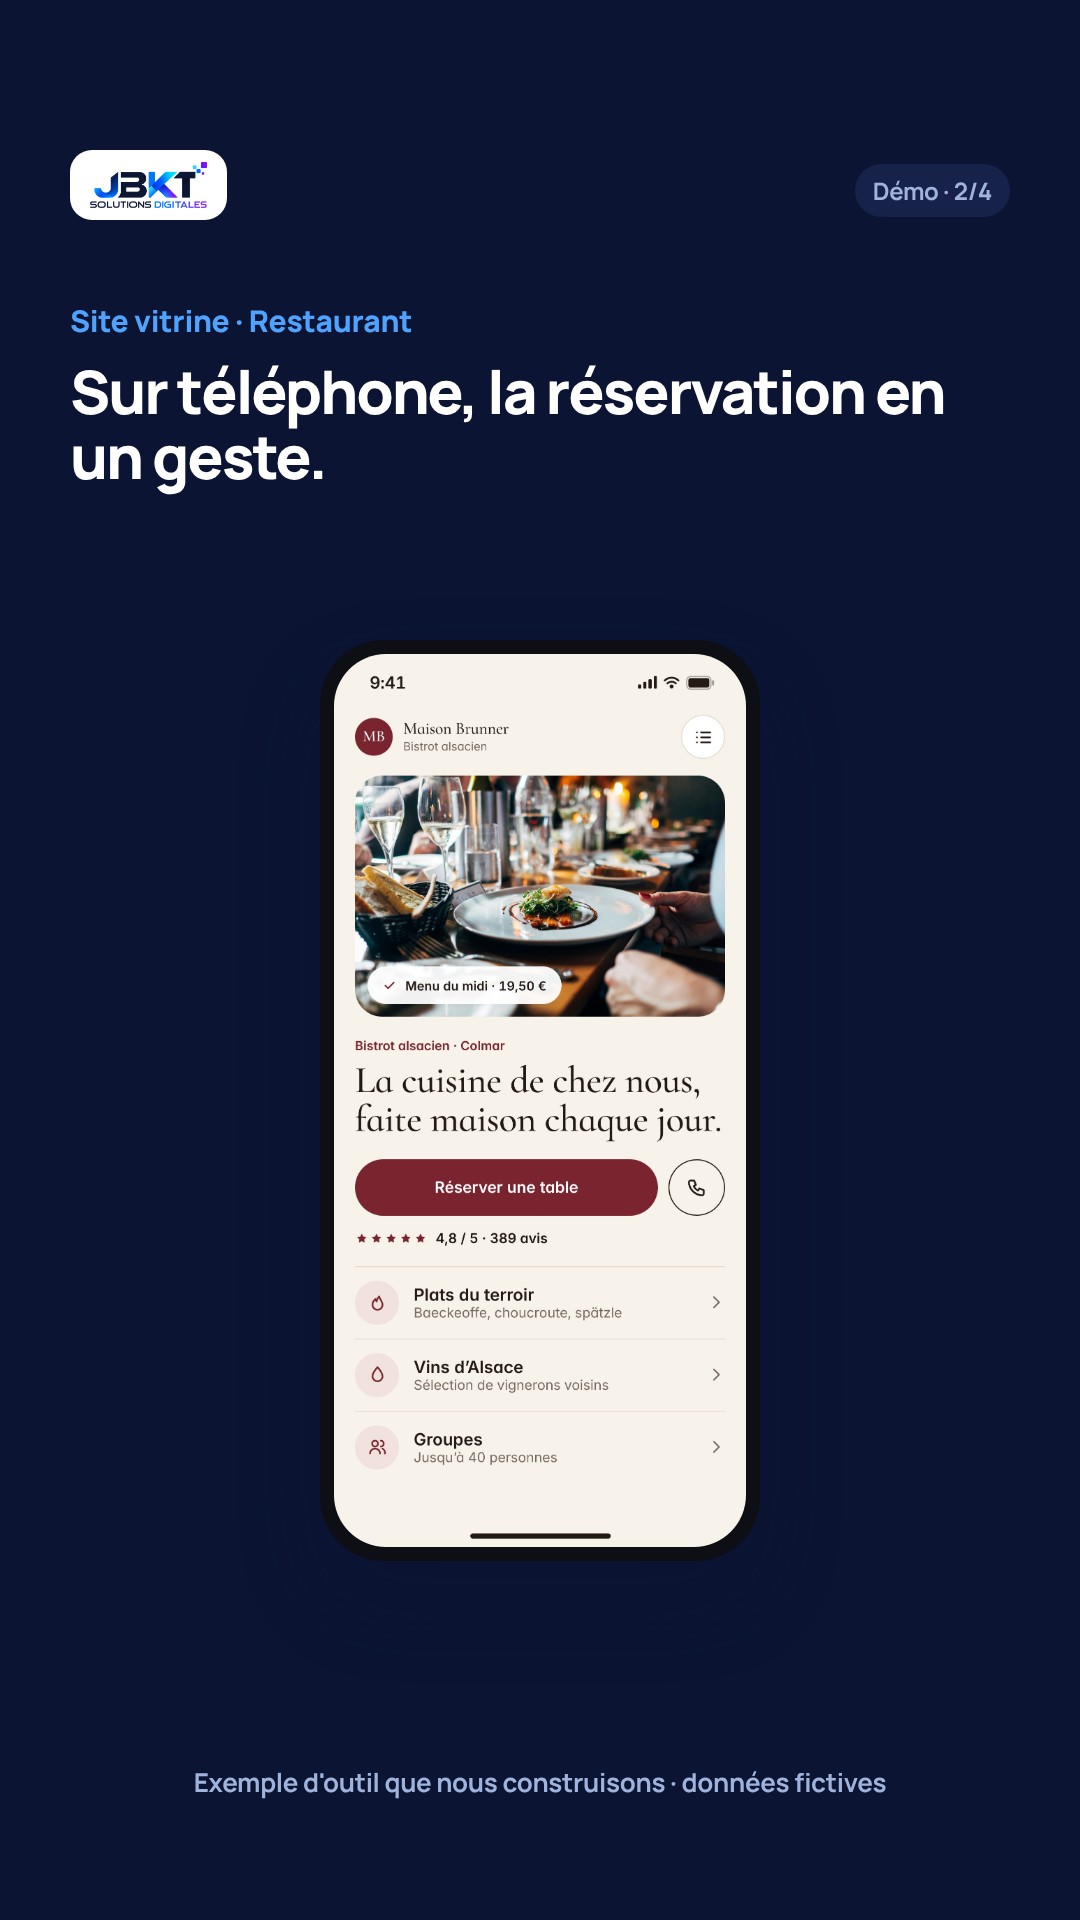 JBKT
SOLUTIONS DIGITALES
Démo · 2/4
Site vitrine · Restaurant
Sur téléphone, la réservation en
un geste.
9:41
MB
Maison Brunner
Bistrot alsacien
Menu du midi · 19,50 €
Bistrot alsacien · Colmar
La cuisine de chez nous,
faite maison chaque jour.
Réserver une table
4,8 / 5 · 389 avis
Plats du terroir
Baeckeoffe, choucroute, spätzle
Vins d’Alsace
Sélection de vignerons voisins
Groupes
Jusqu’à 40 personnes
Exemple d'outil que nous construisons · données fictives